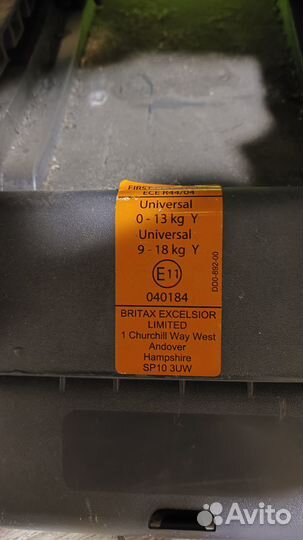 ECE R44/04
Universal
0 - 13 kg Y
Universal
9 - 18 kg Y
E11
040184
BRITAX EXCELSIOR
LIMITED
1 Churchill Way West
Andover
Hampshire
SP10 3UW
DD0-892-00
Avito